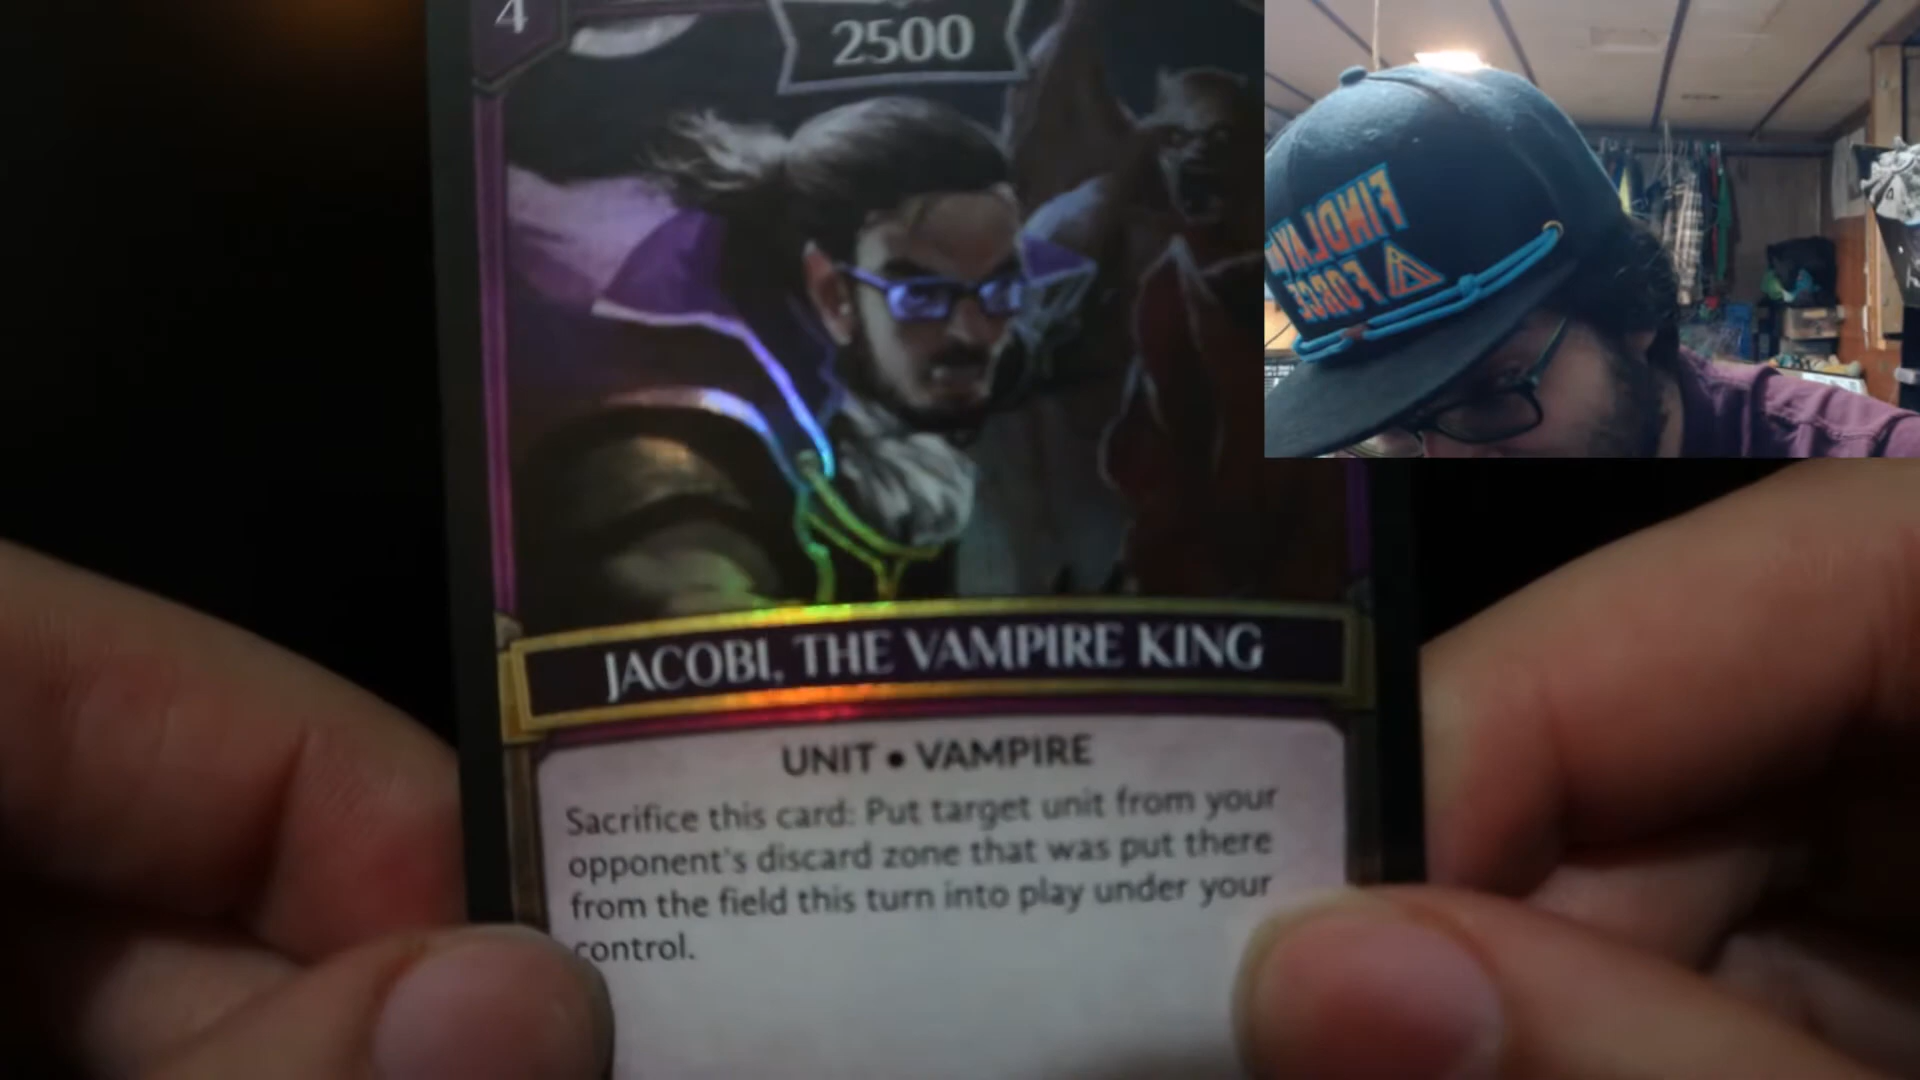 4
2500
FINDLAY
FORCE
JACOBI, THE VAMPIRE KING
UNIT • VAMPIRE
Sacrifice this card: Put target unit from your
opponent's discard zone that was put there
from the field this turn into play under your
control.